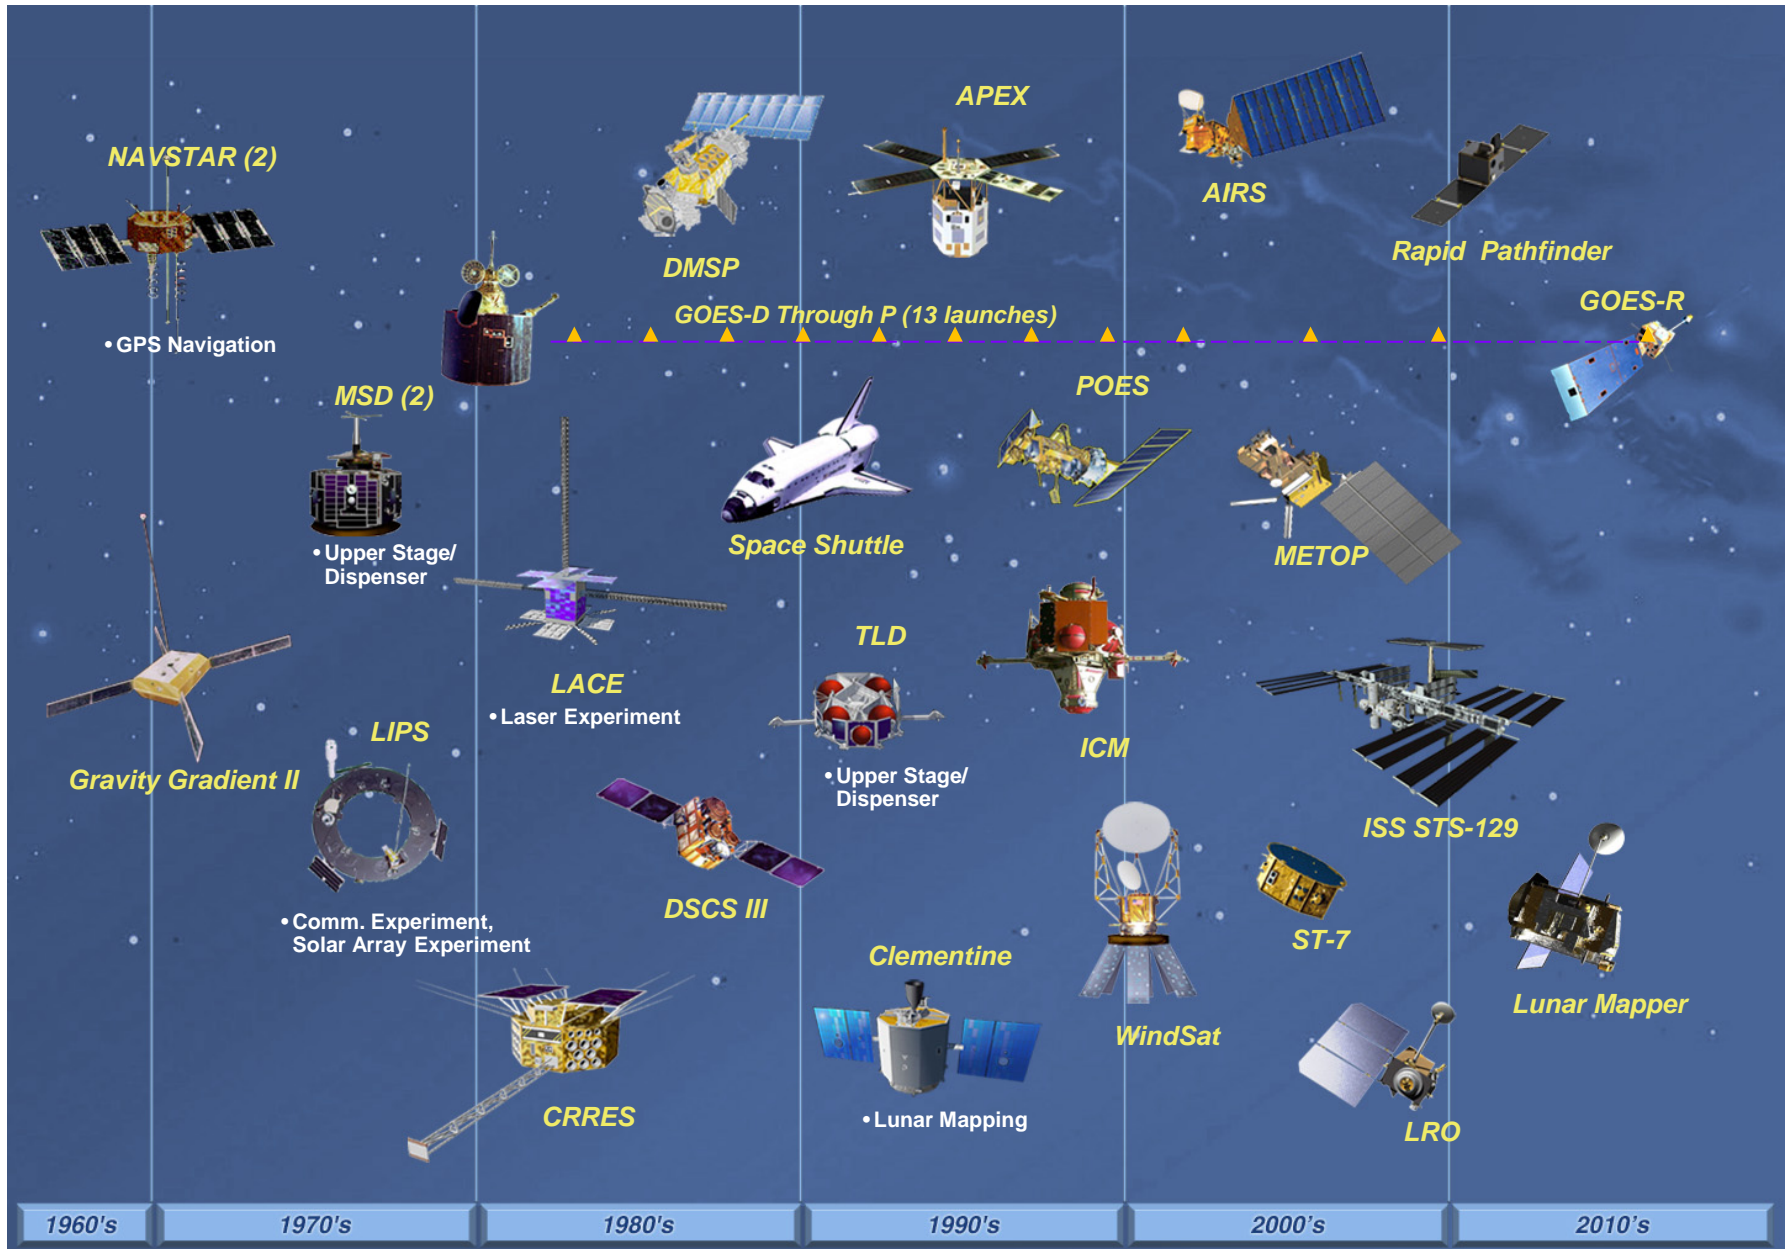 APEX
NAVSTAR (2)
AIRS
Rapid Pathfinder
DMSP
GOES-R
GOES-D Through P (13 launches)
• GPS Navigation
MSD (2)
POES
• Upper Stage/
Dispenser
Space Shuttle
METOP
TLD
LACE
• Laser Experiment
LIPS
ICM
Gravity Gradient II
• Upper Stage/
Dispenser
ISS STS-129
DSCS III
• Comm. Experiment,
Solar Array Experiment
ST-7
Clementine
Lunar Mapper
WindSat
CRRES
• Lunar Mapping
LRO
1960's
1970's
1980's
1990's
2000's
2010's